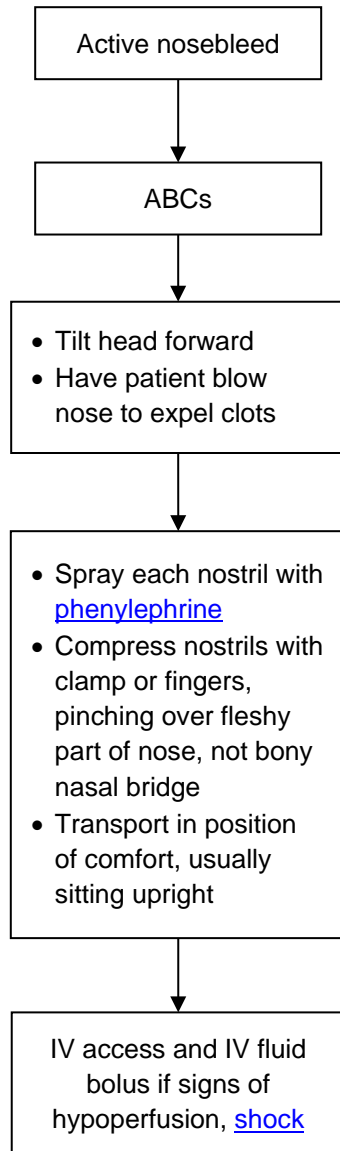 Active nosebleed
ABCs
• Tilt head forward
• Have patient blow
nose to expel clots
• Spray each nostril with
phenylephrine
• Compress nostrils with
clamp or fingers,
pinching over fleshy
part of nose, not bony
nasal bridge
• Transport in position
of comfort, usually
sitting upright
IV access and IV fluid
bolus if signs of
hypoperfusion, shock